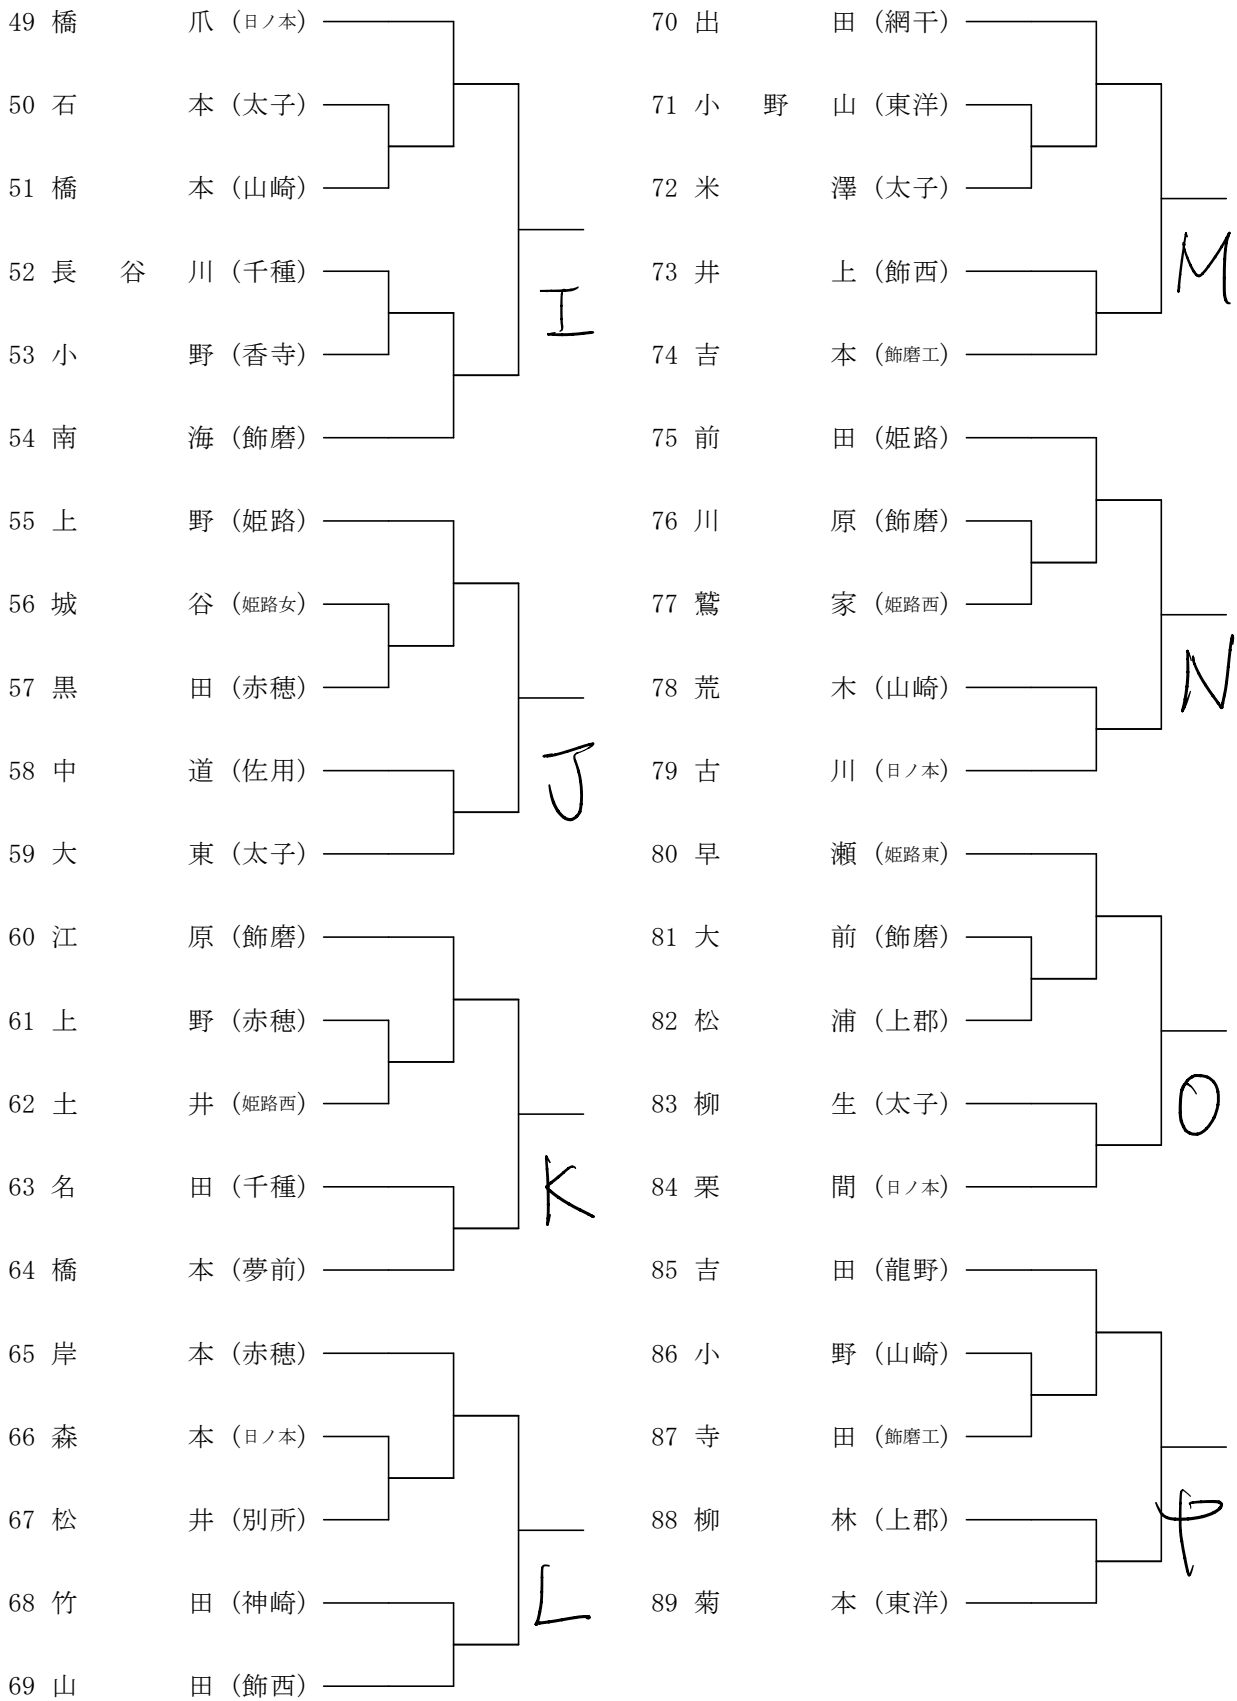 49 橋 爪 (日ノ本)
50 石 本 (太子)
51 橋 本 (山崎)
52 長 谷 川 (千種)
53 小 野 (香寺)
54 南 海 (飾磨)
I
55 上 野 (姫路)
56 城 谷 (姫路女)
57 黒 田 (赤穂)
58 中 道 (佐用)
59 大 東 (太子)
J
60 江 原 (飾磨)
61 上 野 (赤穂)
62 土 井 (姫路西)
63 名 田 (千種)
64 橋 本 (夢前)
K
65 岸 本 (赤穂)
66 森 本 (日ノ本)
67 松 井 (別所)
68 竹 田 (神崎)
69 山 田 (飾西)
L
70 出 田 (網干)
71 小 野 山 (東洋)
72 米 澤 (太子)
73 井 上 (飾西)
74 吉 本 (飾磨工)
M
75 前 田 (姫路)
76 川 原 (飾磨)
77 鷲 家 (姫路西)
78 荒 木 (山崎)
79 古 川 (日ノ本)
N
80 早 瀬 (姫路東)
81 大 前 (飾磨)
82 松 浦 (上郡)
83 柳 生 (太子)
84 栗 間 (日ノ本)
O
85 吉 田 (龍野)
86 小 野 (山崎)
87 寺 田 (飾磨工)
88 柳 林 (上郡)
89 菊 本 (東洋)
P